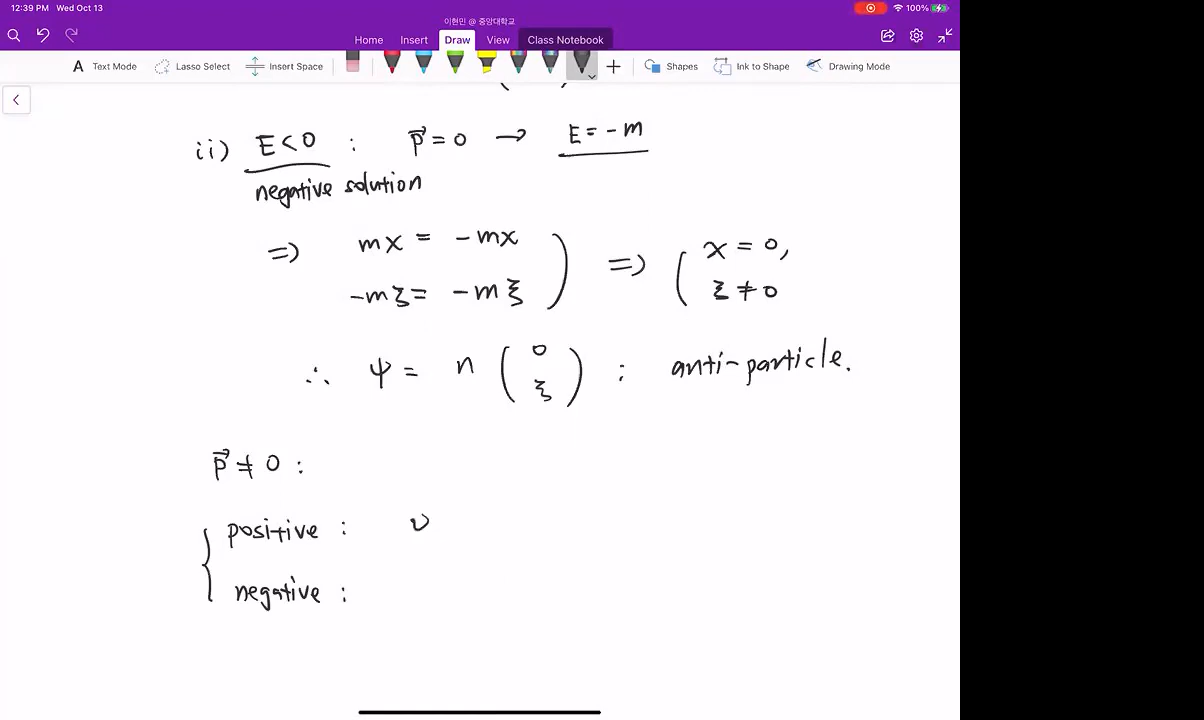 12:39 PM Wed Oct 13
100%
이현민 @ 중앙대학교
Home Insert Draw View Class Notebook
A Text Mode Lasso Select Insert Space Shapes Ink to Shape Drawing Mode
ii) E<0 : p⃗ = 0 → E = -m
negative solution
=> mχ = -mχ ) => ( χ = 0,
-mξ = -mξ ξ ≠ 0
∴ ψ = n ( 0 ξ ) : anti-particle.
p⃗ ≠ 0 :
{ positive : υ
negative :